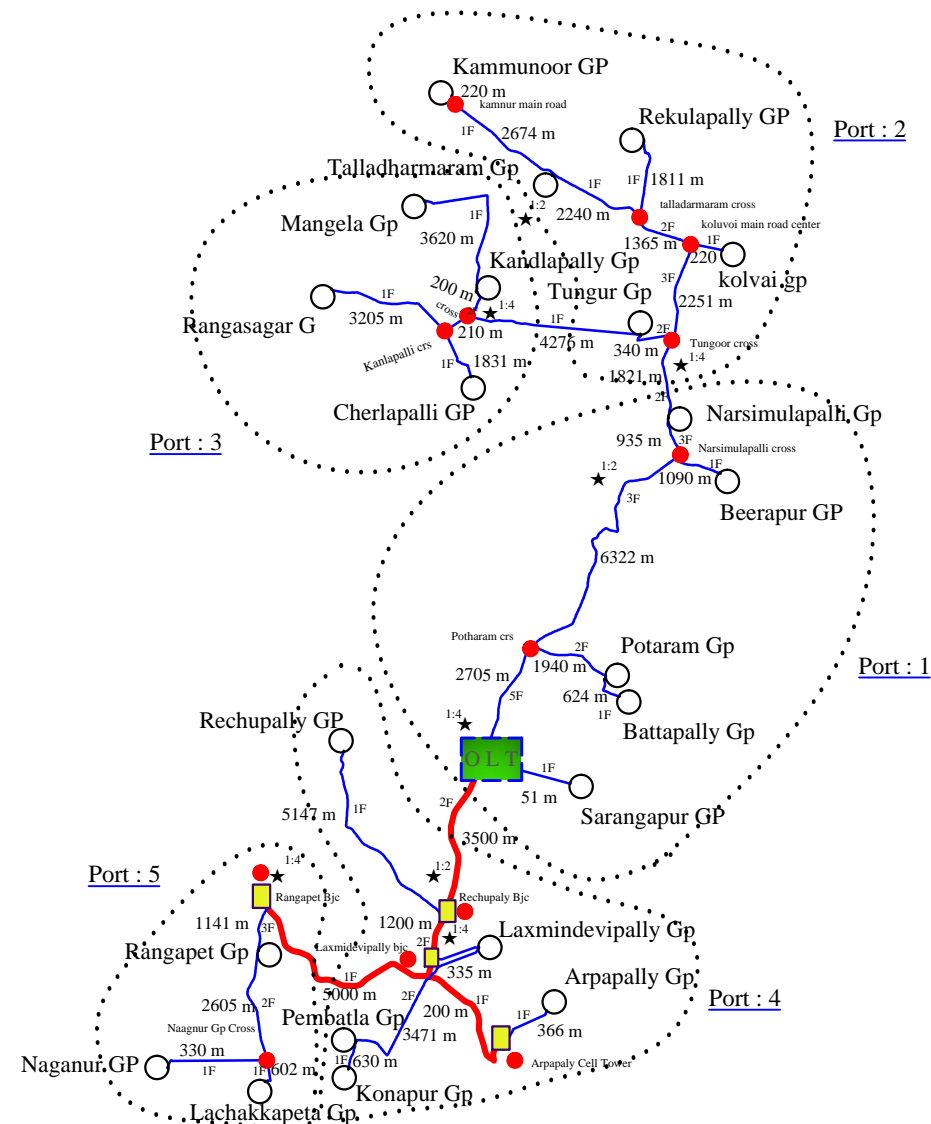 Kammunoor GP
220 m
kamnur main road
1F
2674 m
Rekulapally GP
Port : 2
Talladharmaram Gp
1F
1F
1811 m
1:2
2240 m
talladarmaram cross
2F
koluvoi main road center
1365 m
1F
220
kolvai gp
Mangela Gp
1F
3620 m
Kandlapally Gp
3F
2251 m
200 m
Tungur Gp
1F
cross
1:4
Rangasagar G
3205 m
210 m
1F
4276 m
2F
340 m
Tungoor cross
Kanlapalli crs
1F
1831 m
1:4
1821 m
Cherlapalli GP
2F
Narsimulapalli Gp
Port : 3
935 m
3F
Narsimulapalli cross
1:2
1F
1090 m
3F
Beerapur GP
6322 m
Potharam crs
2F
Potaram Gp
2705 m
1940 m
Port : 1
5F
624 m
1F
Battapally Gp
Rechupally GP
1:4
O L T
1F
51 m
Sarangapur GP
2F
5147 m
1F
3500 m
1:4
1:2
Port : 5
Rangapet Bjc
Rechupaly Bjc
1141 m
3F
1200 m
1:4
Laxmindevipally Gp
Rangapet Gp
Laxmidevipally bjc
2F
335 m
Arpapally Gp
1F
5000 m
2F
1F
2605 m
2F
200 m
Port : 4
Pembatla Gp
3471 m
1F
366 m
Naagnur Gp Cross
330 m
1F
630 m
Arpapaly Cell Tower
Naganur GP
1F
1F
602 m
Konapur Gp
Lachakkapeta Gp